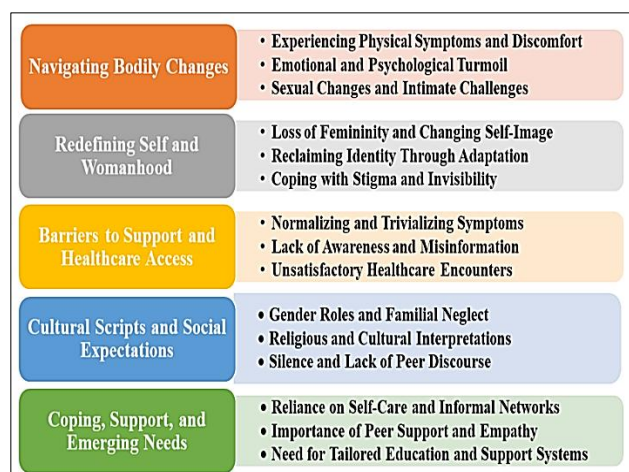 Navigating Bodily Changes
• Experiencing Physical Symptoms and Discomfort
• Emotional and Psychological Turmoil
• Sexual Changes and Intimate Challenges
Redefining Self and
Womanhood
• Loss of Femininity and Changing Self-Image
• Reclaiming Identity Through Adaptation
• Coping with Stigma and Invisibility
Barriers to Support and
Healthcare Access
• Normalizing and Trivializing Symptoms
• Lack of Awareness and Misinformation
• Unsatisfactory Healthcare Encounters
Cultural Scripts and Social
Expectations
• Gender Roles and Familial Neglect
• Religious and Cultural Interpretations
• Silence and Lack of Peer Discourse
Coping, Support, and
Emerging Needs
• Reliance on Self-Care and Informal Networks
• Importance of Peer Support and Empathy
• Need for Tailored Education and Support Systems